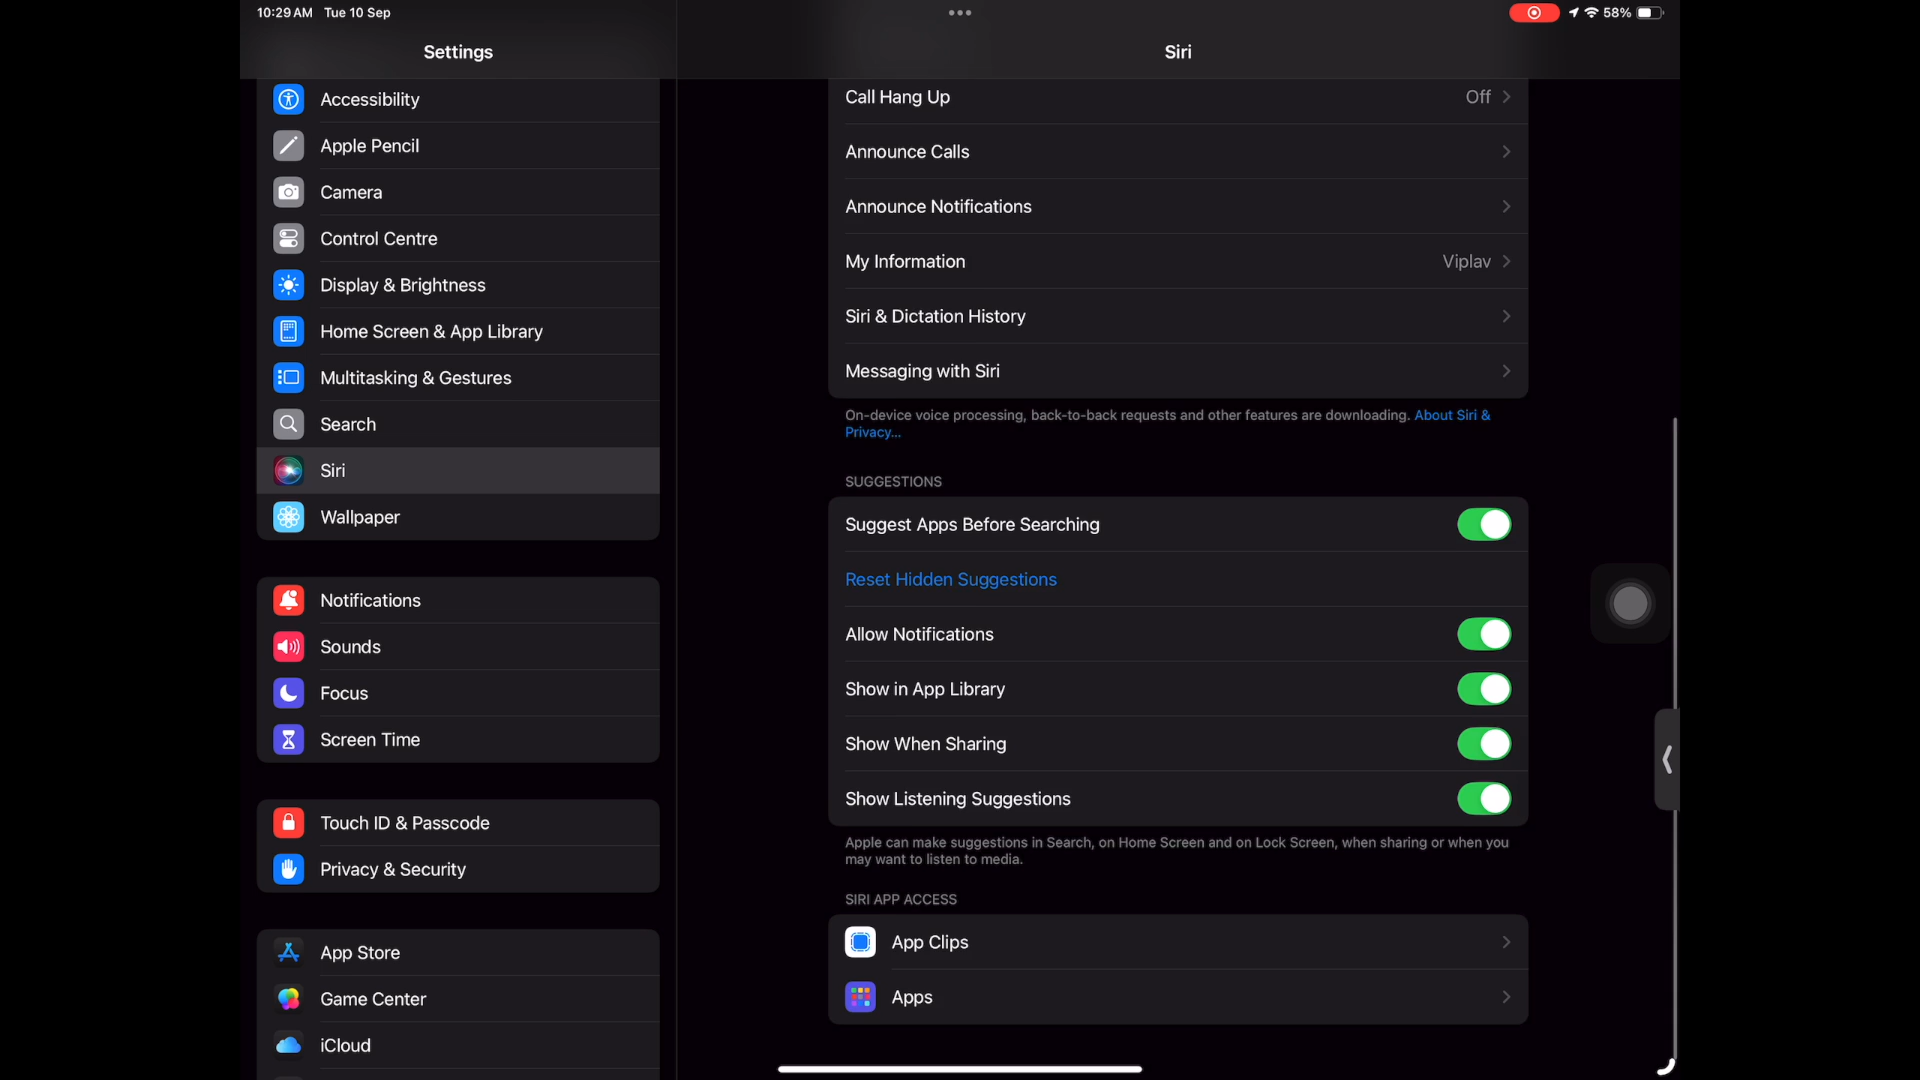 10:29 AM Tue 10 Sep
58%
Settings
Accessibility
Apple Pencil
Camera
Control Centre
Display & Brightness
Home Screen & App Library
Multitasking & Gestures
Search
Siri
Wallpaper
Notifications
Sounds
Focus
Screen Time
Touch ID & Passcode
Privacy & Security
App Store
Game Center
iCloud
Siri
Call Hang Up Off
Announce Calls
Announce Notifications
My Information Viplav
Siri & Dictation History
Messaging with Siri
On-device voice processing, back-to-back requests and other features are downloading. About Siri &
Privacy...
SUGGESTIONS
Suggest Apps Before Searching
Reset Hidden Suggestions
Allow Notifications
Show in App Library
Show When Sharing
Show Listening Suggestions
Apple can make suggestions in Search, on Home Screen and on Lock Screen, when sharing or when you
may want to listen to media.
SIRI APP ACCESS
App Clips
Apps